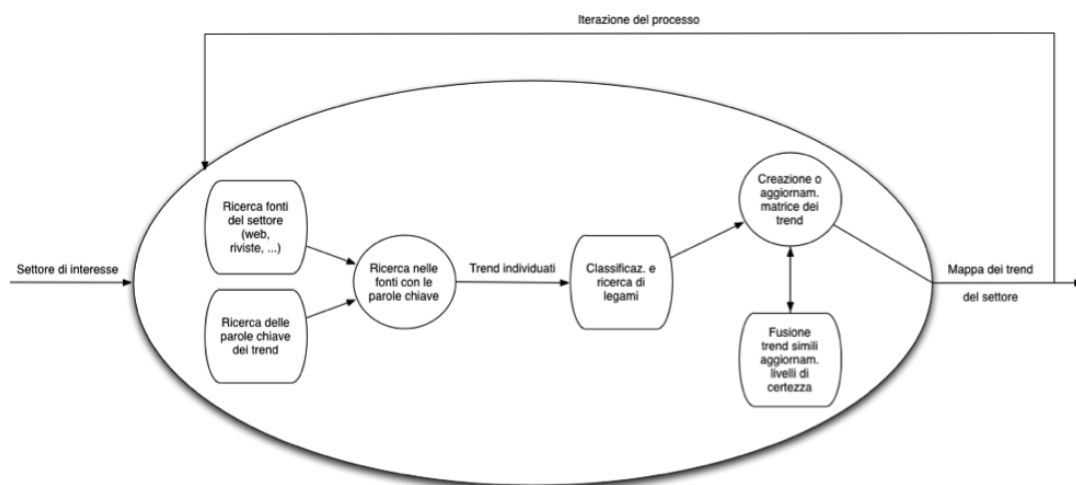 Iterazione del processo
Ricerca fonti
del settore
(web,
riviste, ...)
Creazione o
aggiornam.
matrice dei
trend
Settore di interesse
Ricerca nelle
fonti con le
parole chiave
Trend individuati
Classificaz. e
ricerca di
legami
Mappa dei trend
del settore
Ricerca delle
parole chiave
dei trend
Fusione
trend simili
aggiornam.
livelli di
certezza